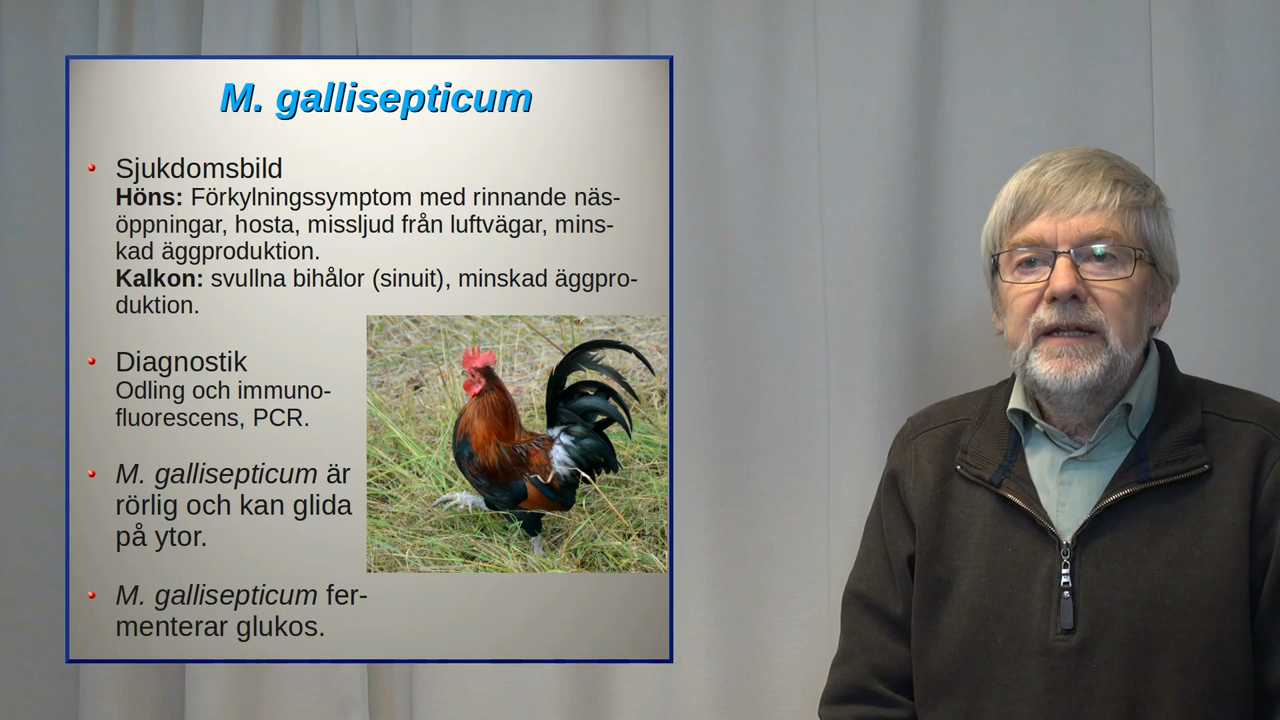 M. gallisepticum
Sjukdomsbild
Höns: Förkylningssymptom med rinnande näs-
öppningar, hosta, missljud från luftvägar, mins-
kad äggproduktion.
Kalkon: svullna bihålor (sinuit), minskad äggpro-
duktion.
Diagnostik
Odling och immuno-
fluorescens, PCR.
M. gallisepticum är
rörlig och kan glida
på ytor.
M. gallisepticum fer-
menterar glukos.